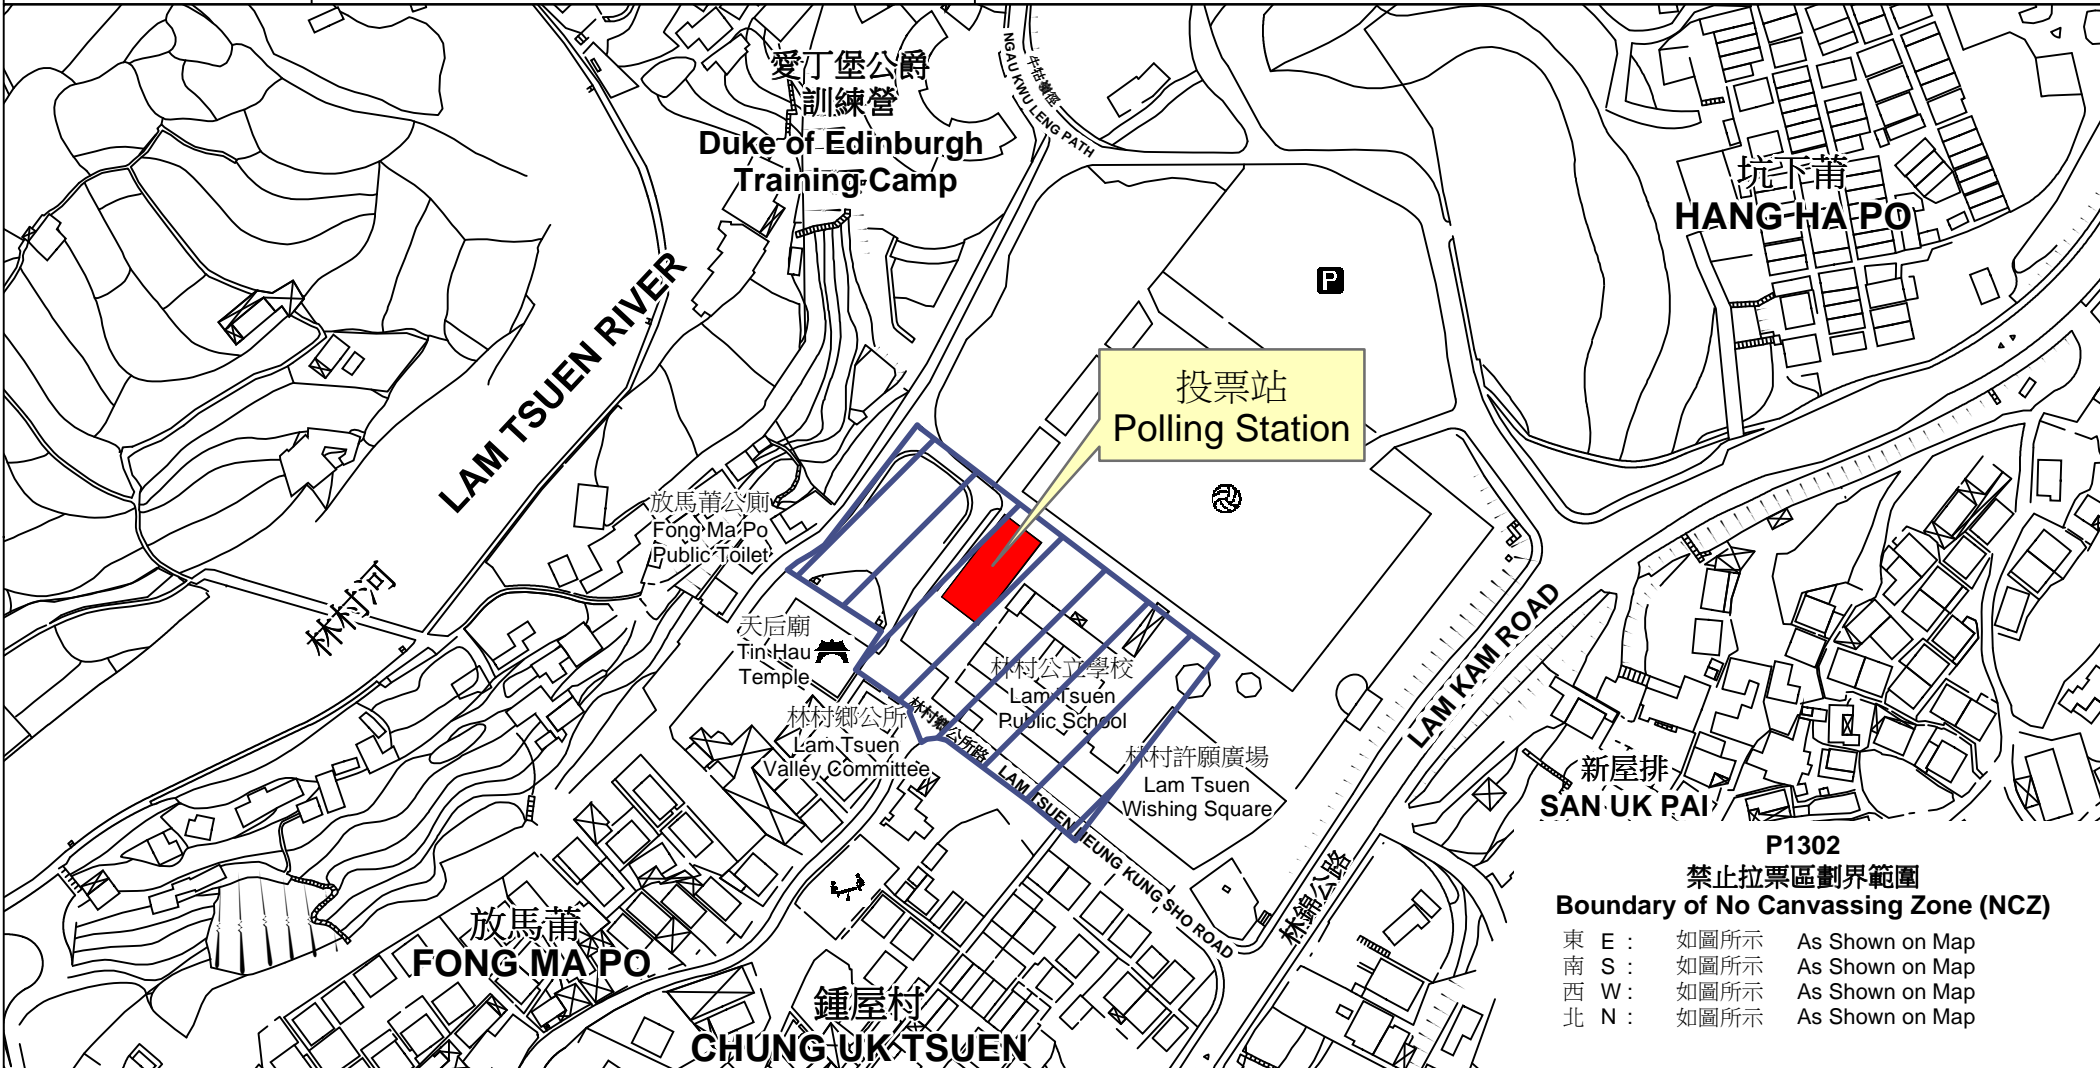 愛丁堡公爵
訓練營
Duke of Edinburgh
Training Camp
牛牯嶺徑
NGAU KWU LENG PATH
坑下莆
HANG HA PO
P
LAM TSUEN RIVER
林村河
投票站
Polling Station
放馬莆公廁
Fong Ma Po
Public Toilet
天后廟
Tin Hau
Temple
林村公立學校
Lam Tsuen
Public School
林村鄉公所
Lam Tsuen
Valley Committee
林村鄉公所路
LAM TSUEN HEUNG KUNG SHO ROAD
林村許願廣場
Lam Tsuen
Wishing Square
LAM KAM ROAD
林錦公路
新屋排
SAN UK PAI
放馬莆
FONG MA PO
鍾屋村
CHUNG UK TSUEN
P1302
禁止拉票區劃界範圍
Boundary of No Canvassing Zone (NCZ)
東 E : 如圖所示 As Shown on Map
南 S : 如圖所示 As Shown on Map
西 W : 如圖所示 As Shown on Map
北 N : 如圖所示 As Shown on Map